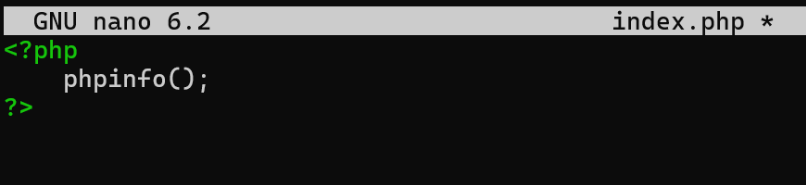 GNU nano 6.2 index.php *
<?php
    phpinfo();
?>